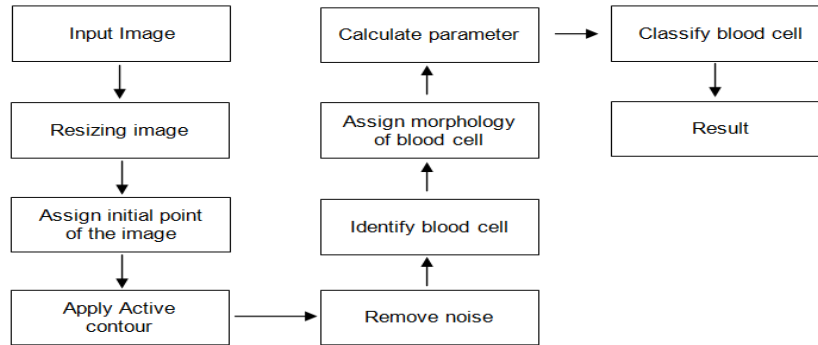 Input Image
Resizing image
Assign initial point
of the image
Apply Active
contour
Remove noise
Identify blood cell
Assign morphology
of blood cell
Calculate parameter
Classify blood cell
Result